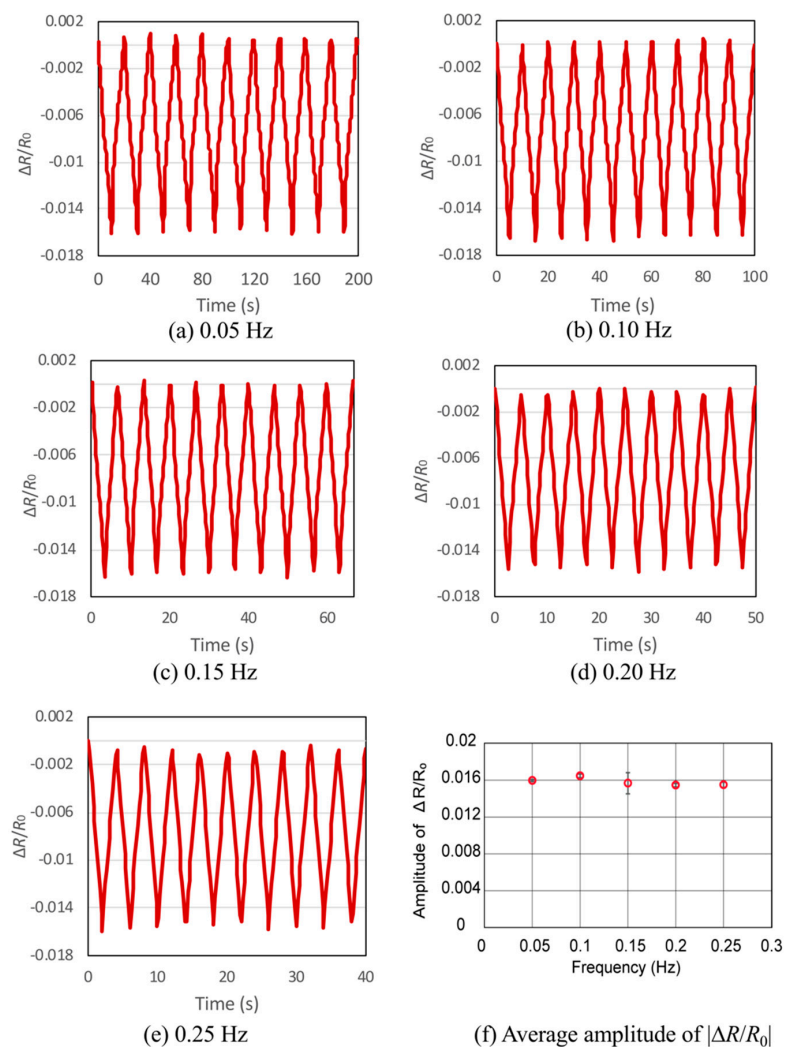 0.002
-0.002
-0.006
-0.01
-0.014
-0.018
ΔR/R0
0 40 80 120 160 200
Time (s)
(a) 0.05 Hz
0.002
-0.002
-0.006
-0.01
-0.014
-0.018
ΔR/R0
0 20 40 60 80 100
Time (s)
(b) 0.10 Hz
0.002
-0.002
-0.006
-0.01
-0.014
-0.018
ΔR/R0
0 20 40 60
Time (s)
(c) 0.15 Hz
0.002
-0.002
-0.006
-0.01
-0.014
-0.018
ΔR/R0
0 10 20 30 40 50
Time (s)
(d) 0.20 Hz
0.002
-0.002
-0.006
-0.01
-0.014
-0.018
ΔR/R0
0 10 20 30 40
Time (s)
(e) 0.25 Hz
0.02
0.016
0.012
0.008
0.004
0
Amplitude of Δ R/R0
0 0.05 0.1 0.15 0.2 0.25 0.3
Frequency (Hz)
(f) Average amplitude of |ΔR/R0|